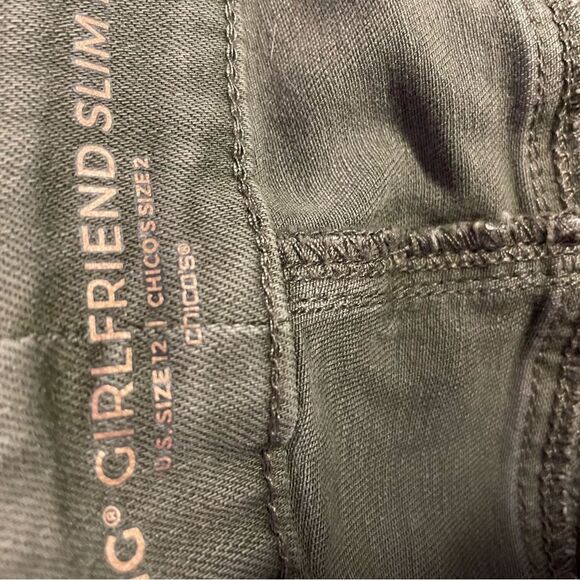 G® GIRLFRIEND SLIM
U.S. SIZE 12 | CHICO'S SIZE 2
chico's®